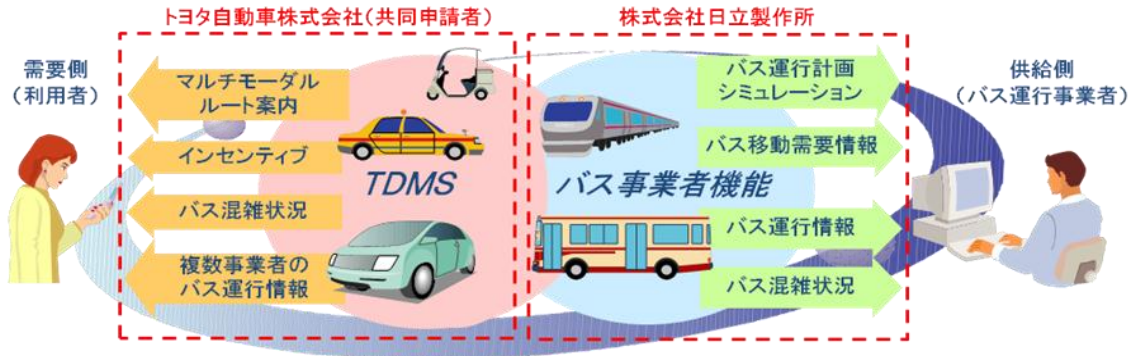 トヨタ自動車株式会社(共同申請者)
株式会社日立製作所
需要側
(利用者)
マルチモーダル
ルート案内
インセンティブ
バス混雑状況
複数事業者の
バス運行情報
TDMS
バス事業者機能
バス運行計画
シミュレーション
バス移動需要情報
バス運行情報
バス混雑状況
供給側
(バス運行事業者)